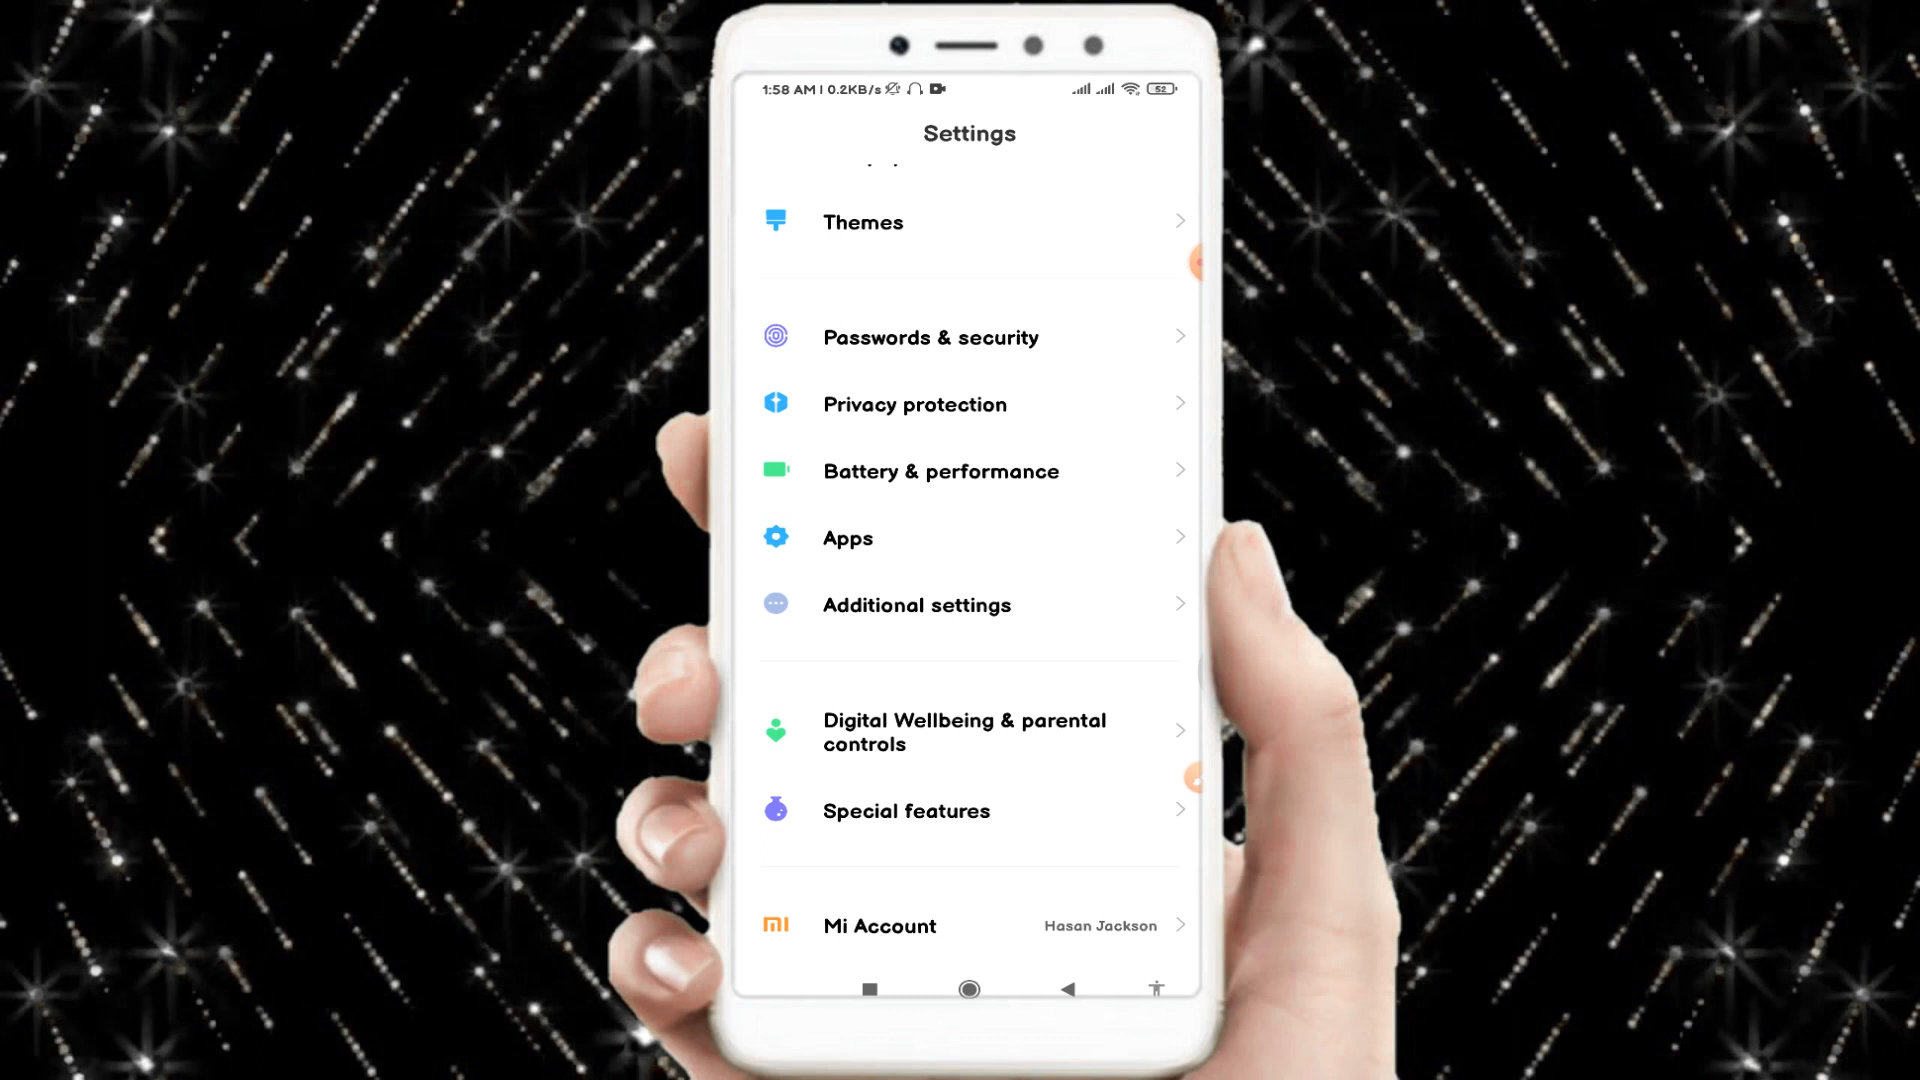 1:58 AM | 0.2KB/s
52
Settings
Themes
Passwords & security
Privacy protection
Battery & performance
Apps
Additional settings
Digital Wellbeing & parental
controls
Special features
Mi Account Hasan Jackson